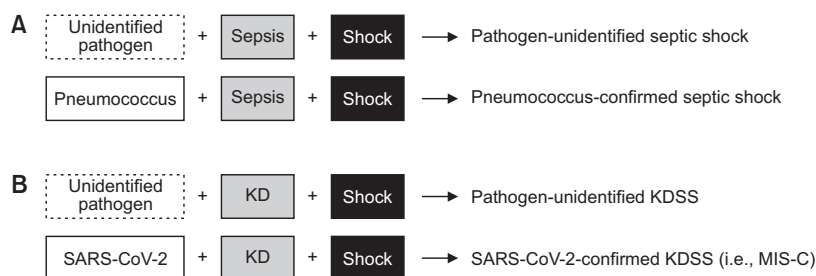 A
Unidentified
pathogen + Sepsis + Shock → Pathogen-unidentified septic shock
Pneumococcus + Sepsis + Shock → Pneumococcus-confirmed septic shock
B
Unidentified
pathogen + KD + Shock → Pathogen-unidentified KDSS
SARS-CoV-2 + KD + Shock → SARS-CoV-2-confirmed KDSS (i.e., MIS-C)